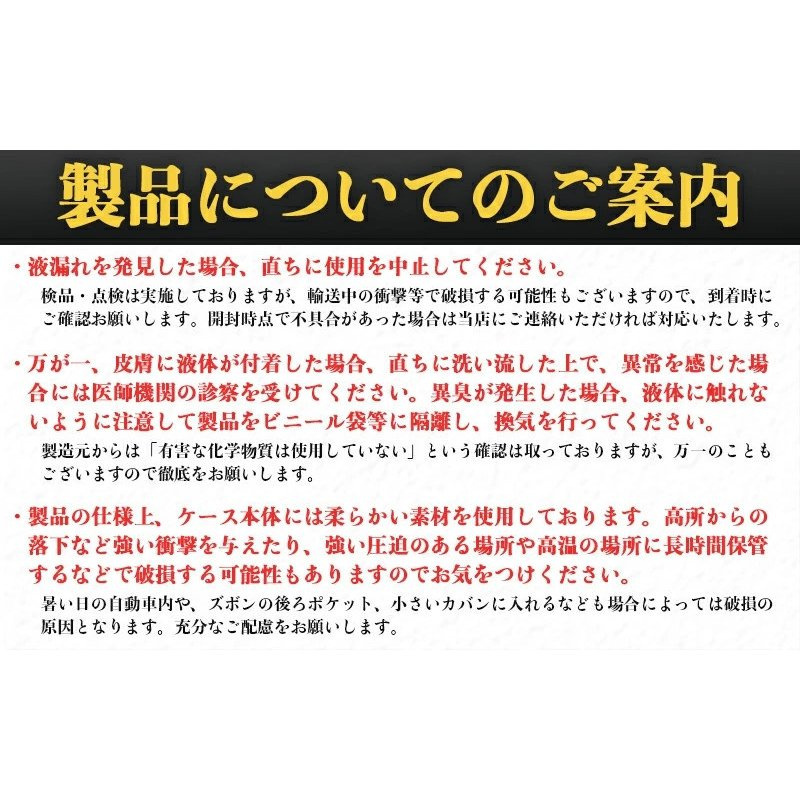 製品についてのご案内
・液漏れを発見した場合、直ちに使用を中止してください。
検品・点検は実施しておりますが、輸送中の衝撃等で破損する可能性もございますので、到着時に
ご確認お願いします。開封時点で不具合があった場合は当店にご連絡いただければ対応いたします。
・万が一、皮膚に液体が付着した場合、直ちに洗い流した上で、異常を感じた場
合には医師機関の診察を受けてください。異臭が発生した場合、液体に触れな
いように注意して製品をビニール袋等に隔離し、換気を行ってください。
製造元からは「有害な化学物質は使用していない」という確認は取っておりますが、万一のことも
ございますので徹底をお願いします。
・製品の仕様上、ケース本体には柔らかい素材を使用しております。高所からの
落下など強い衝撃を与えたり、強い圧迫のある場所や高温の場所に長時間保管
するなどで破損する可能性もありますのでお気をつけください。
暑い日の自動車内や、ズボンの後ろポケット、小さいカバンに入れるなども場合によっては破損の
原因となります。充分なご配慮をお願いします。